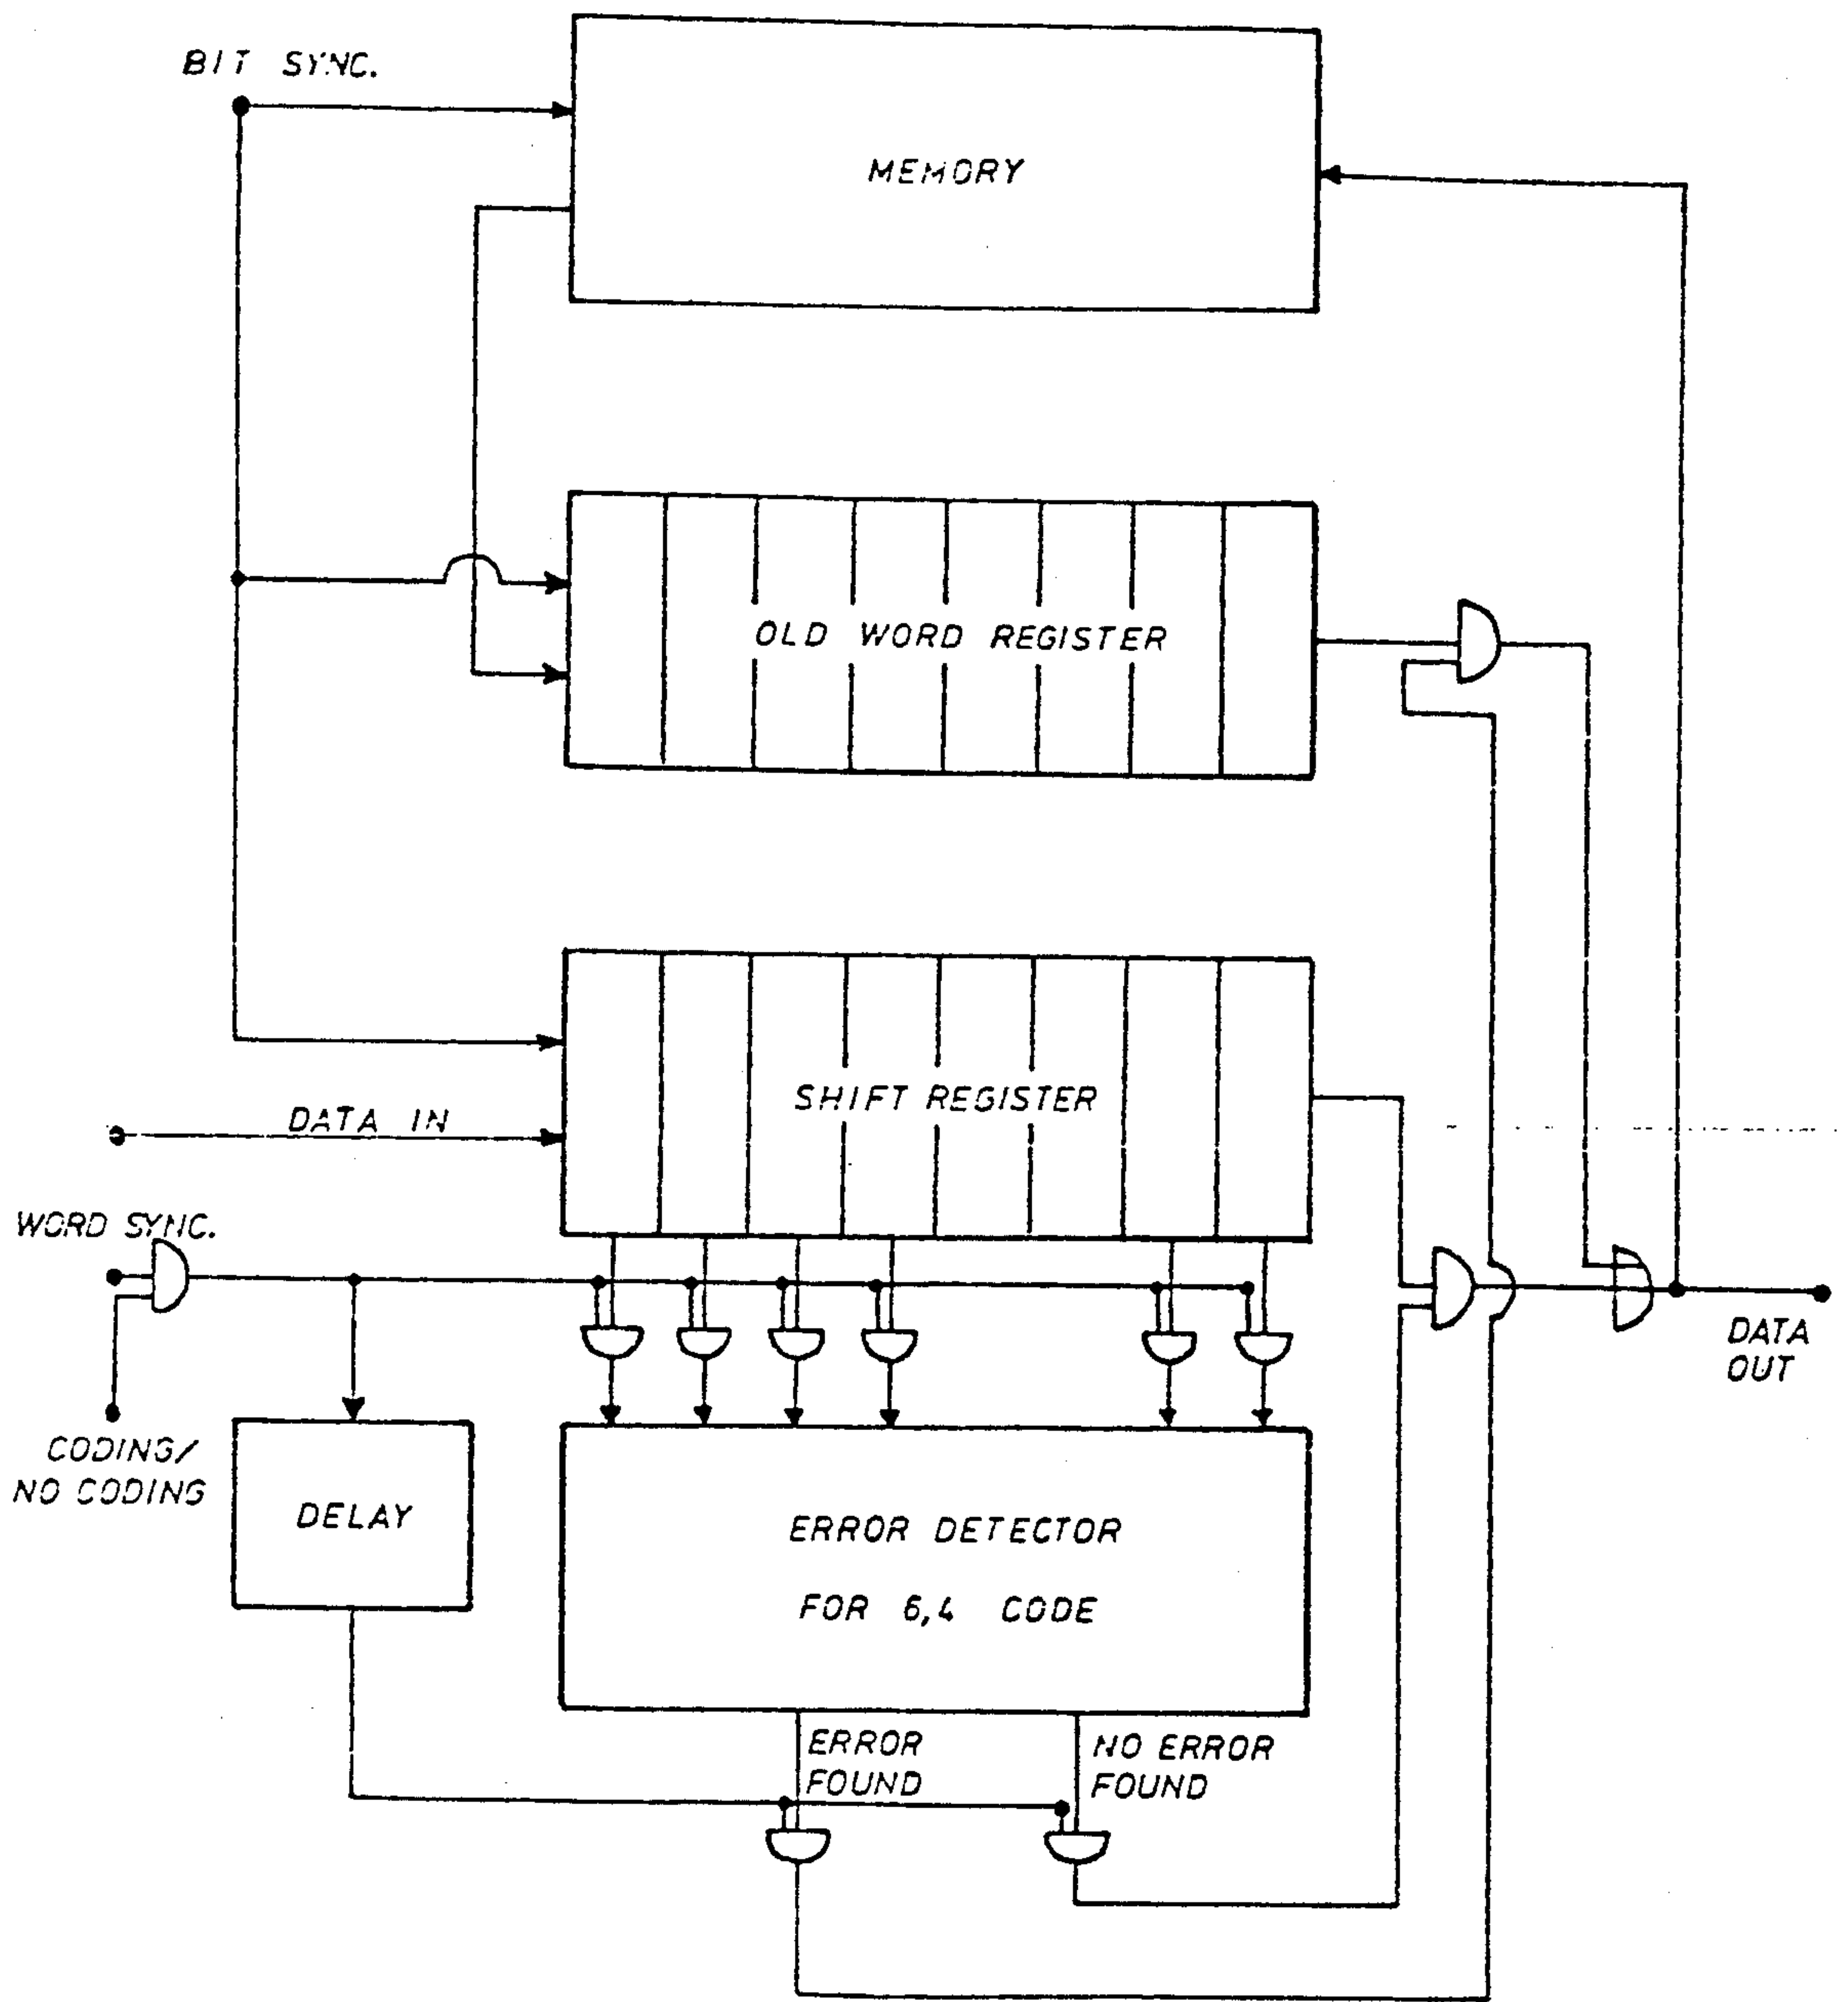 BIT SYNC.
MEMORY
OLD WORD REGISTER
SHIFT REGISTER
DATA IN
WORD SYNC.
DATA
OUT
CODING/
NO CODING
DELAY
ERROR DETECTOR
FOR 6,4 CODE
ERROR
FOUND
NO ERROR
FOUND